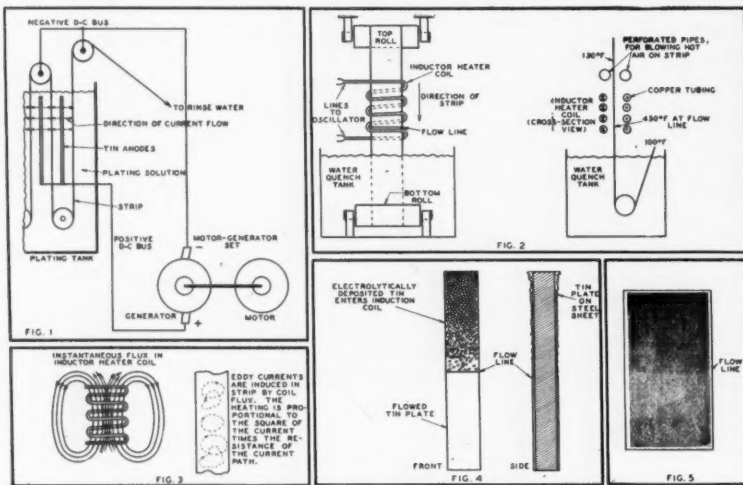 NEGATIVE D-C BUS
TO RINSE WATER
DIRECTION OF CURRENT FLOW
TIN ANODES
PLATING SOLUTION
STRIP
PLATING TANK
POSITIVE
D-C BUS
MOTOR-GENERATOR
SET
-
+
GENERATOR
MOTOR
FIG. 1
TOP
ROLL
INDUCTOR HEATER
COIL
LINES
TO
OSCILLATOR
DIRECTION OF
STRIP
FLOW LINE
WATER
QUENCH
TANK
BOTTOM
ROLL
PERFORATED PIPES,
FOR BLOWING HOT
AIR ON STRIP
130°F
COPPER TUBING
INDUCTOR
HEATER
COIL
(CROSS-SECTION
VIEW)
450°F AT FLOW
LINE
100°F
WATER
QUENCH
TANK
FIG. 2
INSTANTANEOUS FLUX IN
INDUCTOR HEATER COIL
EDDY CURRENTS
ARE INDUCED IN
STRIP BY COIL
FLUX. THE
HEATING IS PRO-
PORTIONAL TO
THE SQUARE OF
THE CURRENT
TIMES THE RE-
SISTANCE OF
THE CURRENT
PATH.
FIG. 3
ELECTROLYTICALLY
DEPOSITED TIN
ENTERS INDUCTION
COIL
FLOW
LINE
FLOWED
TIN PLATE
FRONT
TIN
PLATE
ON
STEEL
SHEET
SIDE
FIG. 4
FLOW
LINE
FIG. 5